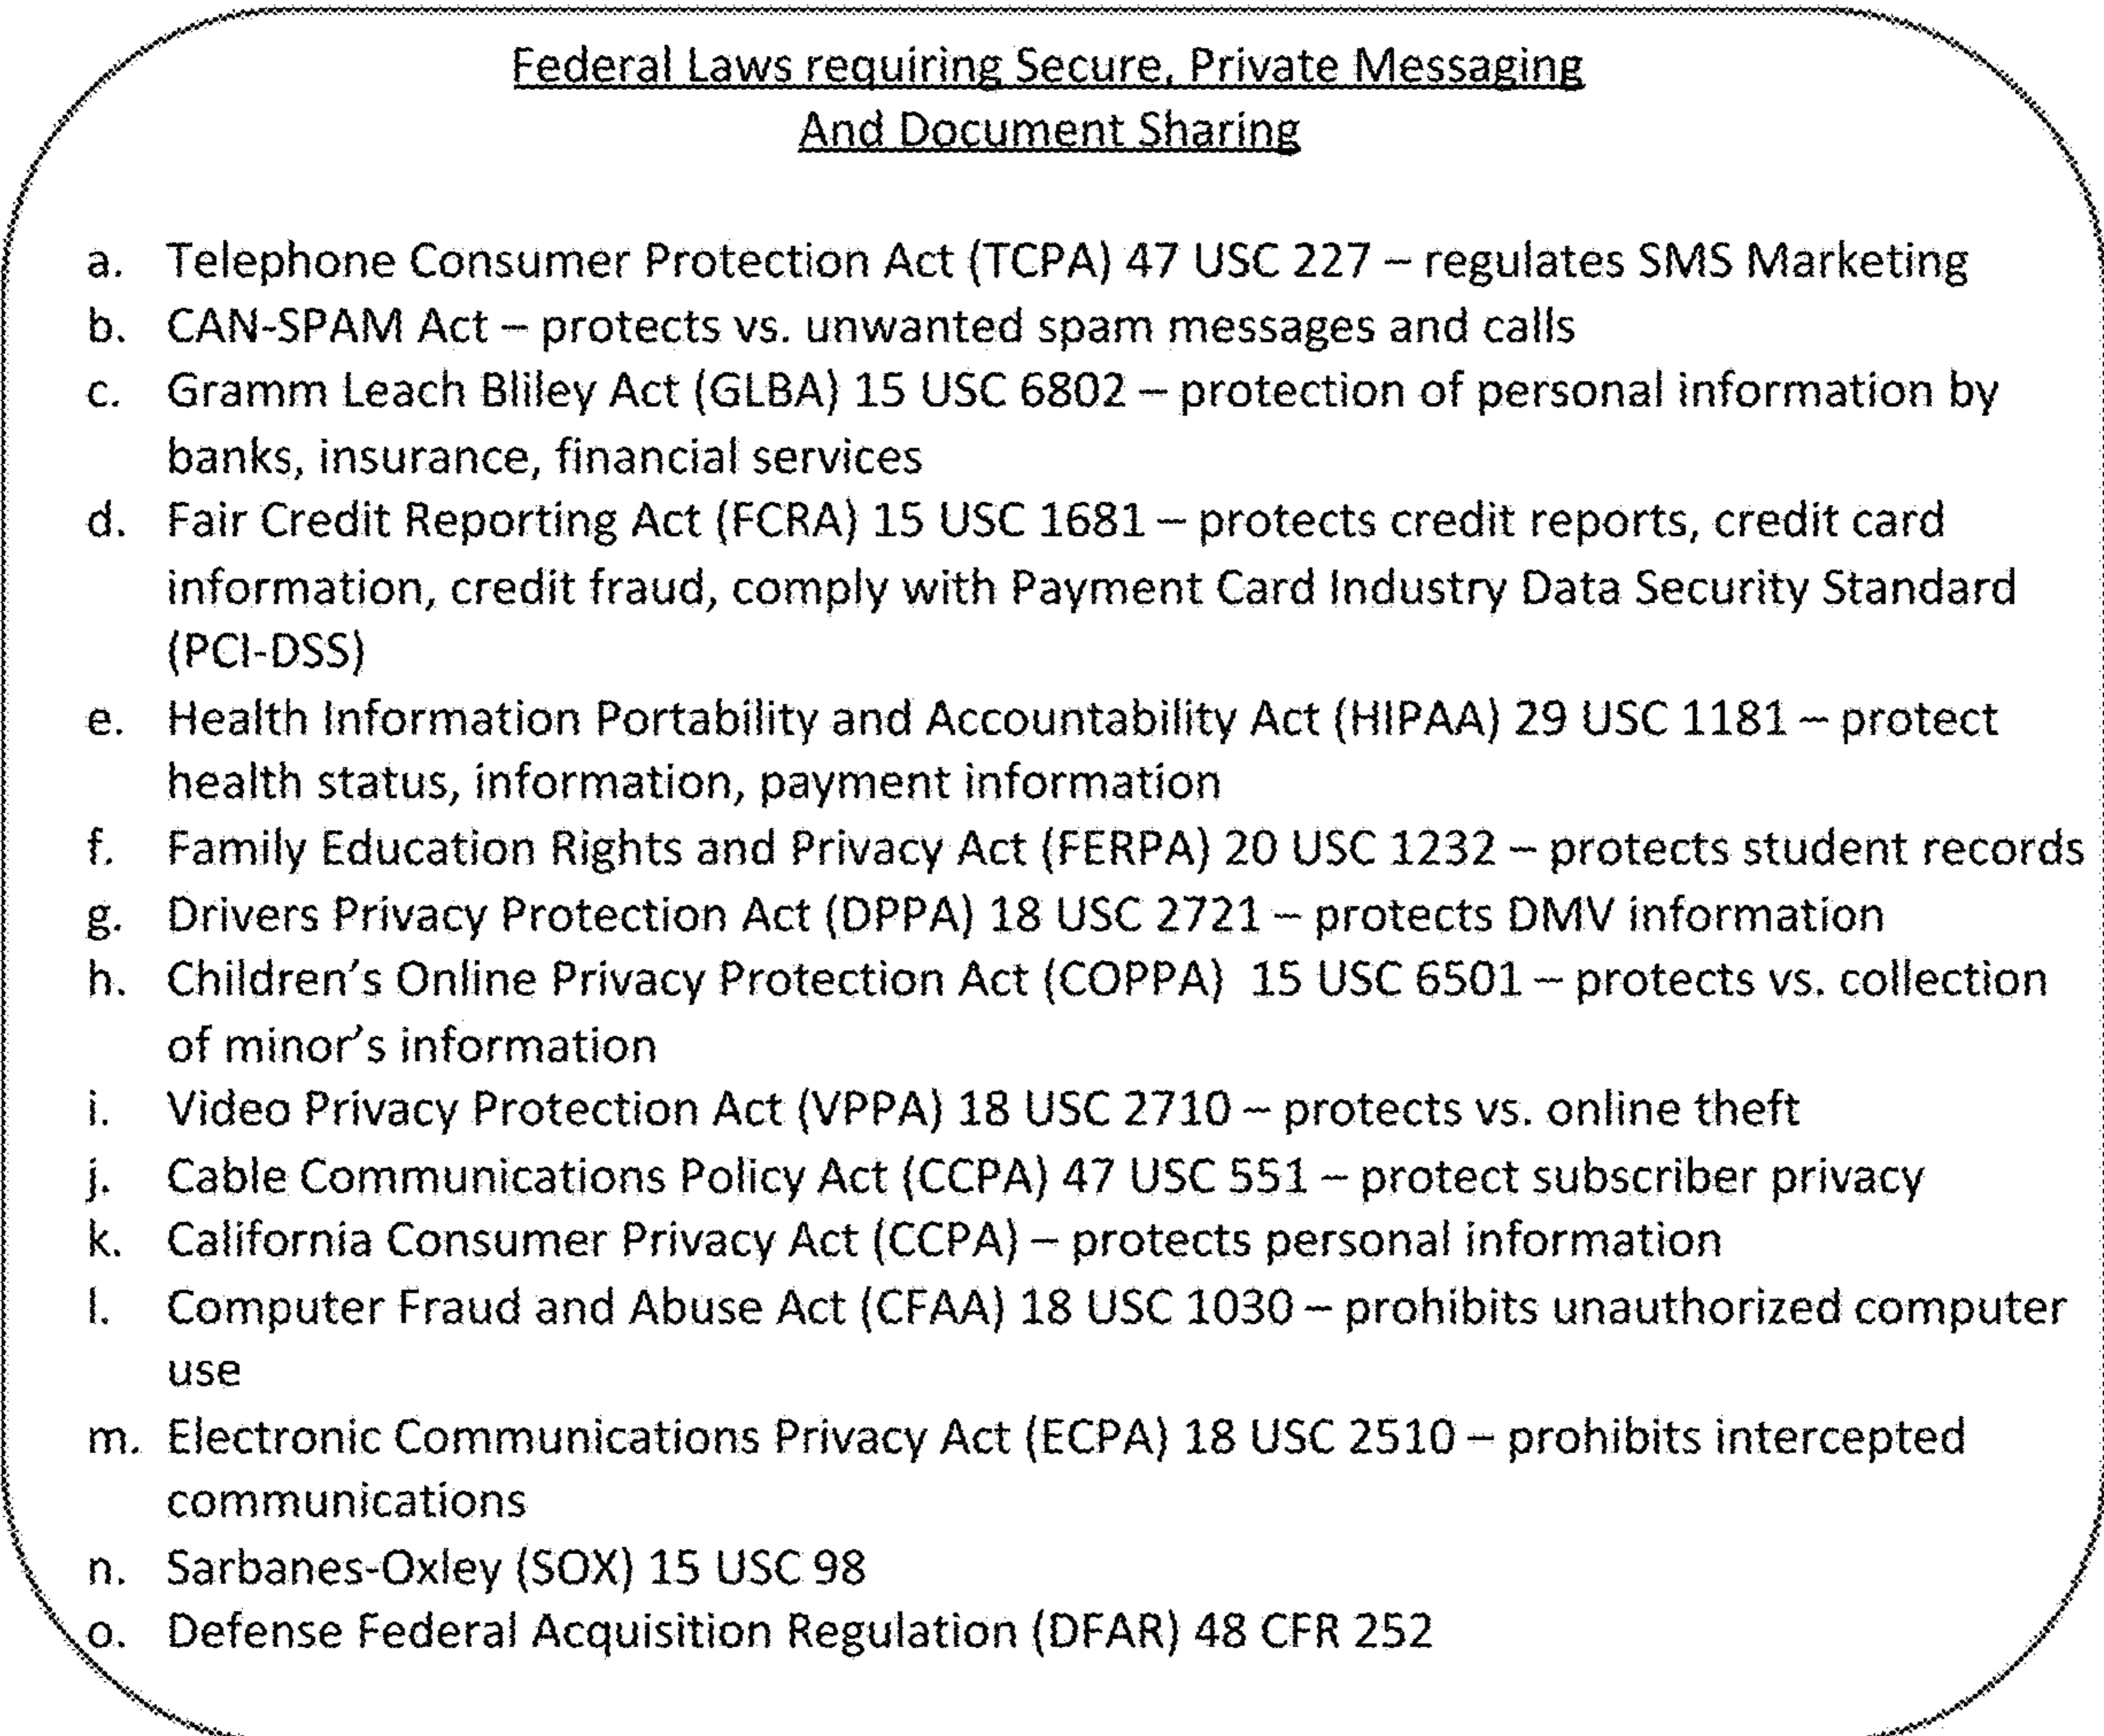 Federal Laws requiring Secure, Private Messaging
And Document Sharing
a. Telephone Consumer Protection Act (TCPA) 47 USC 227 – regulates SMS Marketing
b. CAN-SPAM Act – protects vs. unwanted spam messages and calls
c. Gramm Leach Bliley Act (GLBA) 15 USC 6802 – protection of personal information by
banks, insurance, financial services
d. Fair Credit Reporting Act (FCRA) 15 USC 1681 – protects credit reports, credit card
information, credit fraud, comply with Payment Card Industry Data Security Standard
(PCI-DSS)
e. Health Information Portability and Accountability Act (HIPAA) 29 USC 1181 – protect
health status, information, payment information
f. Family Education Rights and Privacy Act (FERPA) 20 USC 1232 – protects student records
g. Drivers Privacy Protection Act (DPPA) 18 USC 2721 – protects DMV information
h. Children's Online Privacy Protection Act (COPPA) 15 USC 6501 – protects vs. collection
of minor's information
i. Video Privacy Protection Act (VPPA) 18 USC 2710 – protects vs. online theft
j. Cable Communications Policy Act (CCPA) 47 USC 551 – protect subscriber privacy
k. California Consumer Privacy Act (CCPA) – protects personal information
l. Computer Fraud and Abuse Act (CFAA) 18 USC 1030 – prohibits unauthorized computer
use
m. Electronic Communications Privacy Act (ECPA) 18 USC 2510 – prohibits intercepted
communications
n. Sarbanes-Oxley (SOX) 15 USC 98
o. Defense Federal Acquisition Regulation (DFAR) 48 CFR 252